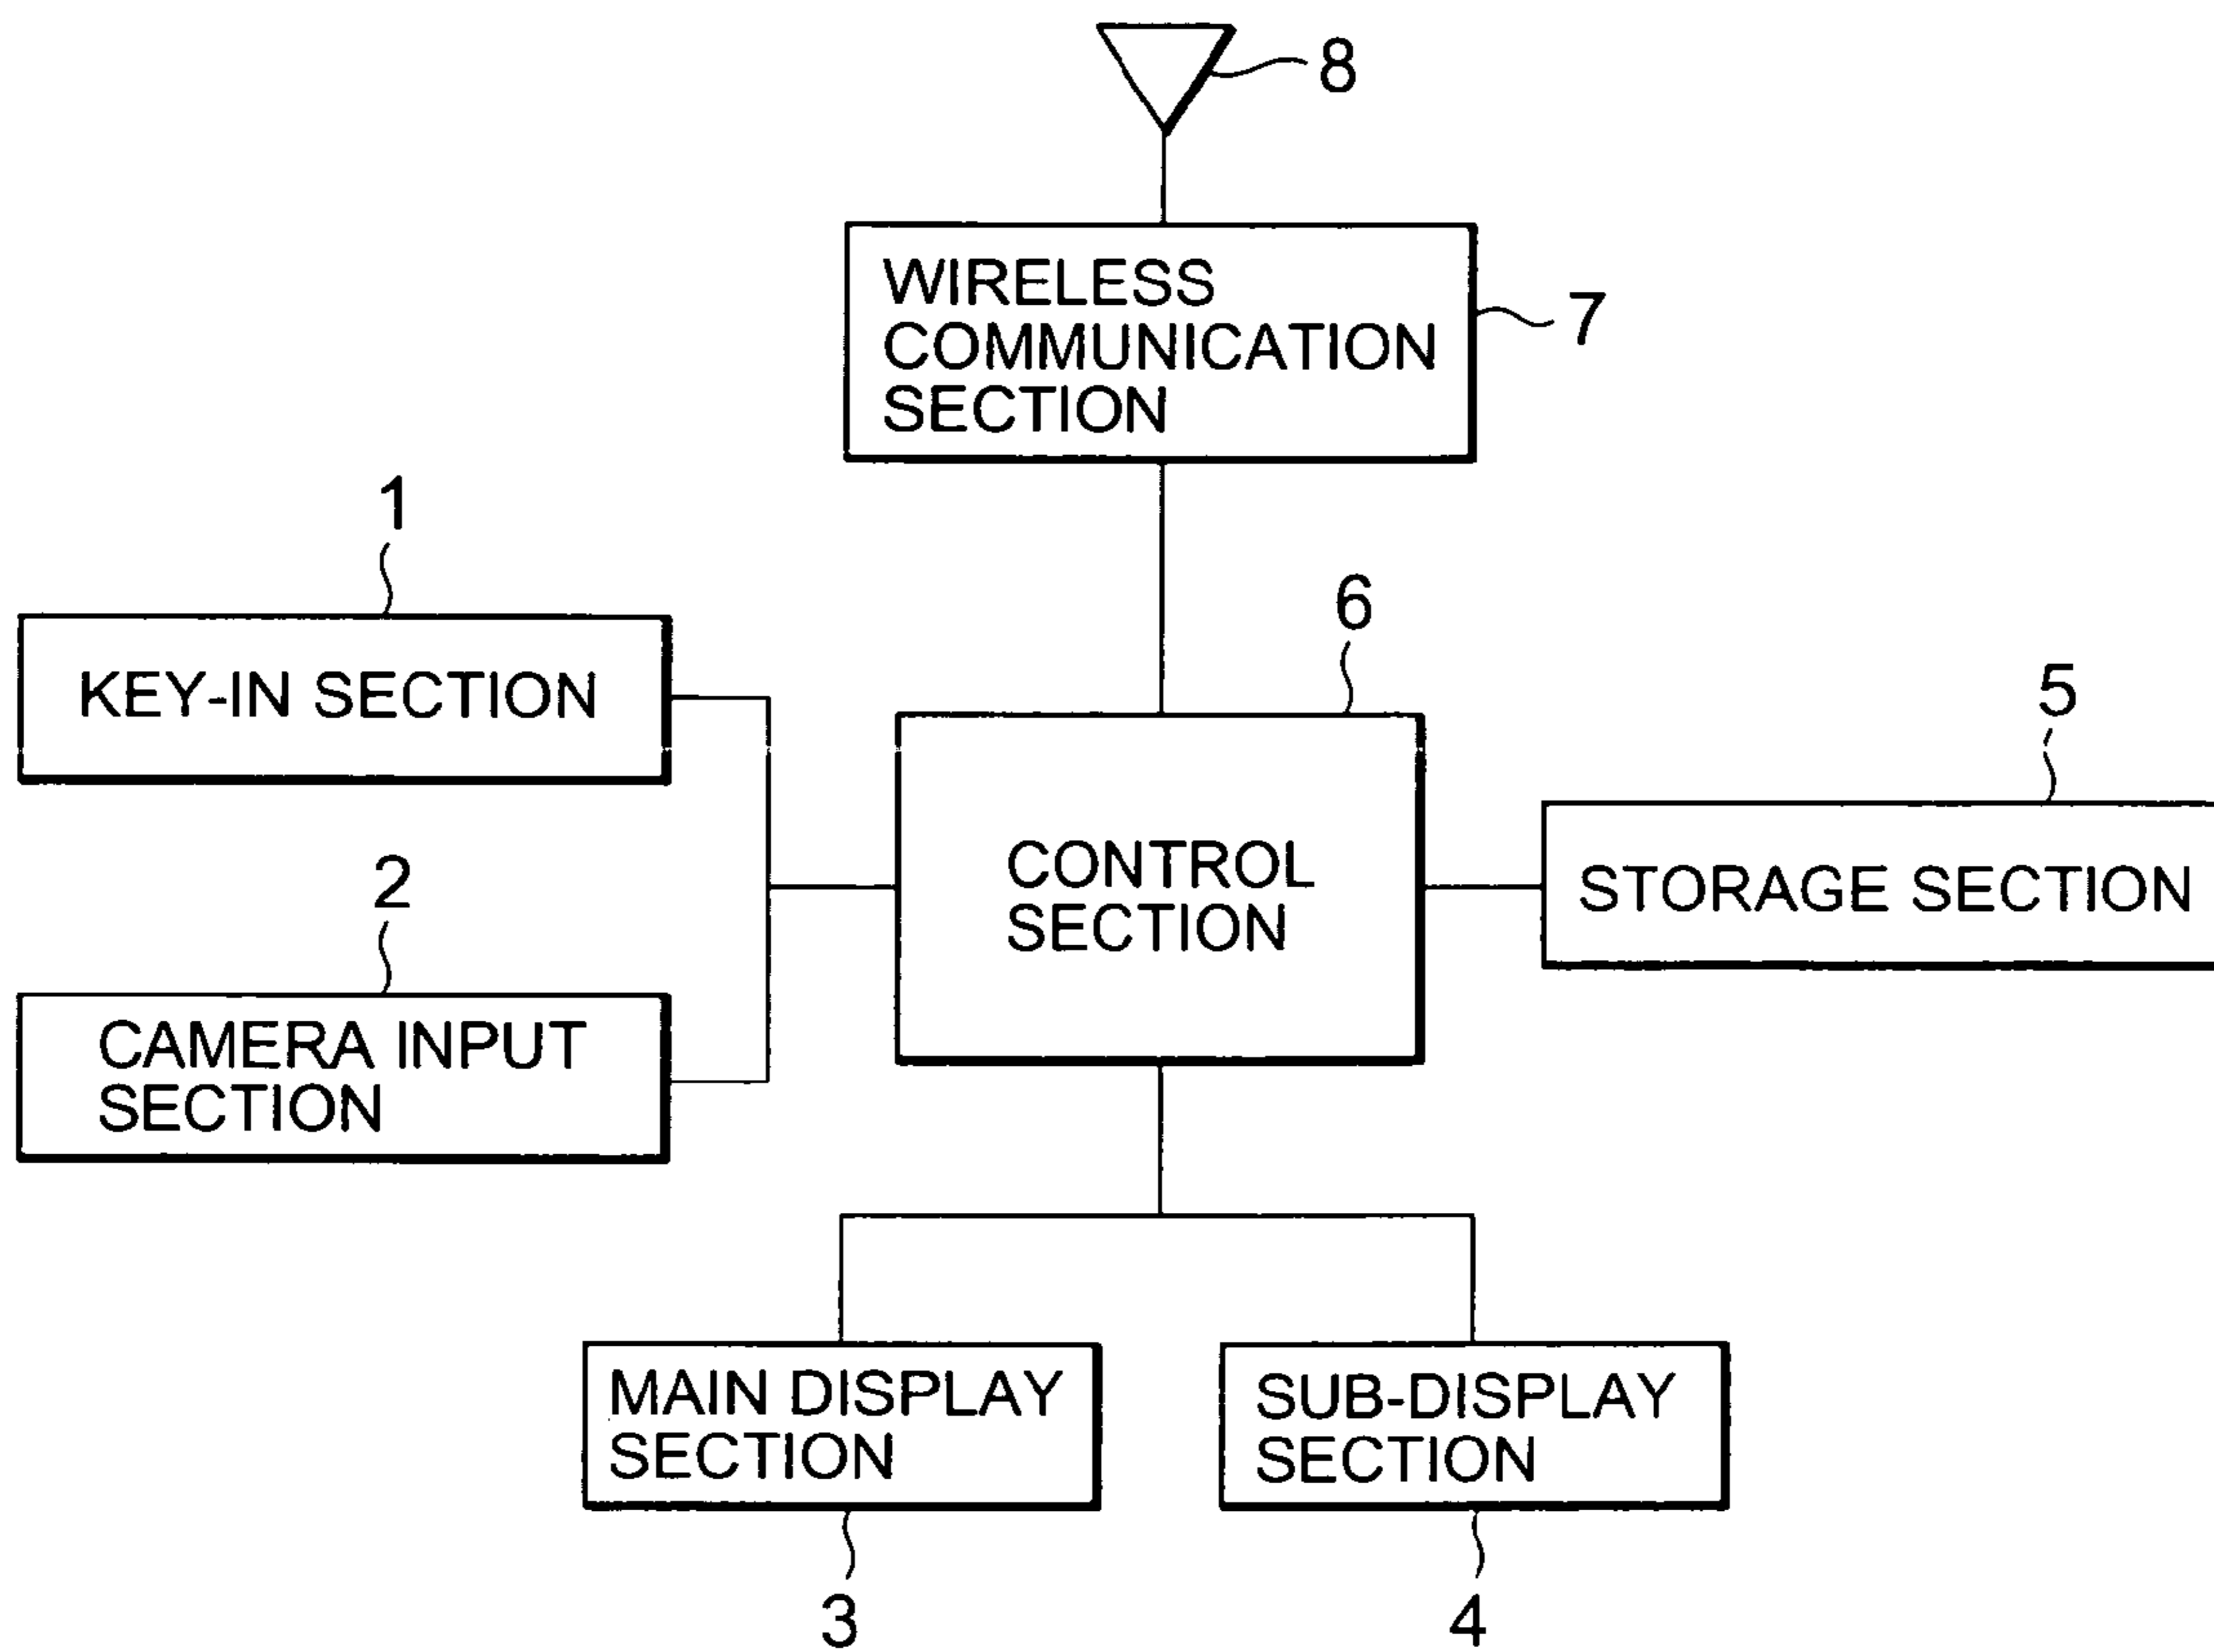 8
WIRELESS
COMMUNICATION
SECTION
7
1
KEY-IN SECTION
6
5
CONTROL
SECTION
STORAGE SECTION
2
CAMERA INPUT
SECTION
MAIN DISPLAY
SECTION
SUB-DISPLAY
SECTION
3
4